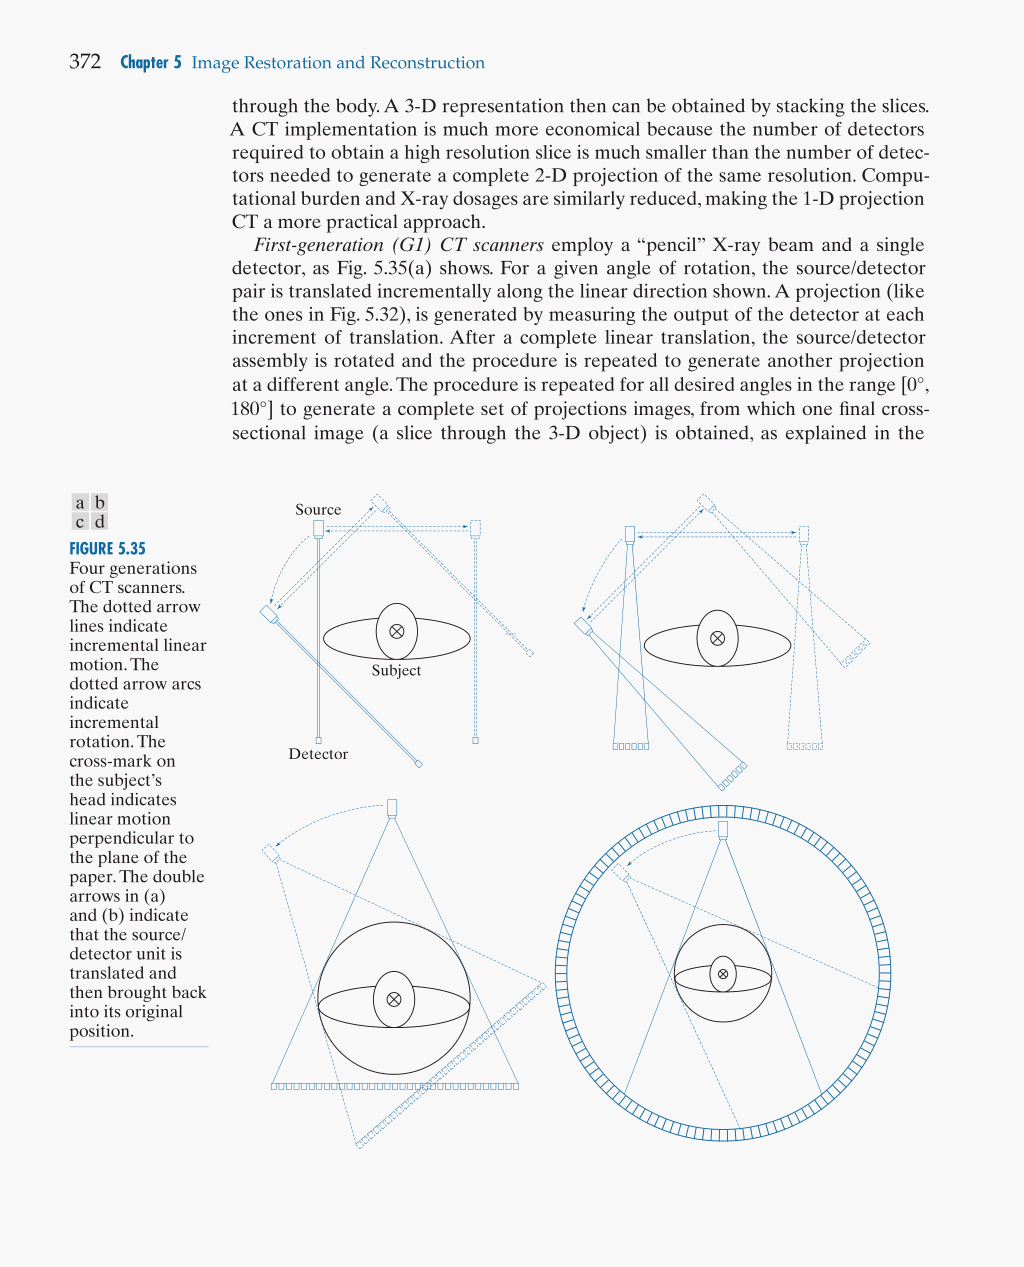 372 Chapter 5 Image Restoration and Reconstruction
through the body. A 3-D representation then can be obtained by stacking the slices.
A CT implementation is much more economical because the number of detectors
required to obtain a high resolution slice is much smaller than the number of detec-
tors needed to generate a complete 2-D projection of the same resolution. Compu-
tational burden and X-ray dosages are similarly reduced, making the 1-D projection
CT a more practical approach.
First-generation (G1) CT scanners employ a “pencil” X-ray beam and a single
detector, as Fig. 5.35(a) shows. For a given angle of rotation, the source/detector
pair is translated incrementally along the linear direction shown. A projection (like
the ones in Fig. 5.32), is generated by measuring the output of the detector at each
increment of translation. After a complete linear translation, the source/detector
assembly is rotated and the procedure is repeated to generate another projection
at a different angle. The procedure is repeated for all desired angles in the range [0°,
180°] to generate a complete set of projections images, from which one final cross-
sectional image (a slice through the 3-D object) is obtained, as explained in the
a b
c d
FIGURE 5.35
Four generations
of CT scanners.
The dotted arrow
lines indicate
incremental linear
motion. The
dotted arrow arcs
indicate
incremental
rotation. The
cross-mark on
the subject’s
head indicates
linear motion
perpendicular to
the plane of the
paper. The double
arrows in (a)
and (b) indicate
that the source/
detector unit is
translated and
then brought back
into its original
position.
Source
Subject
Detector